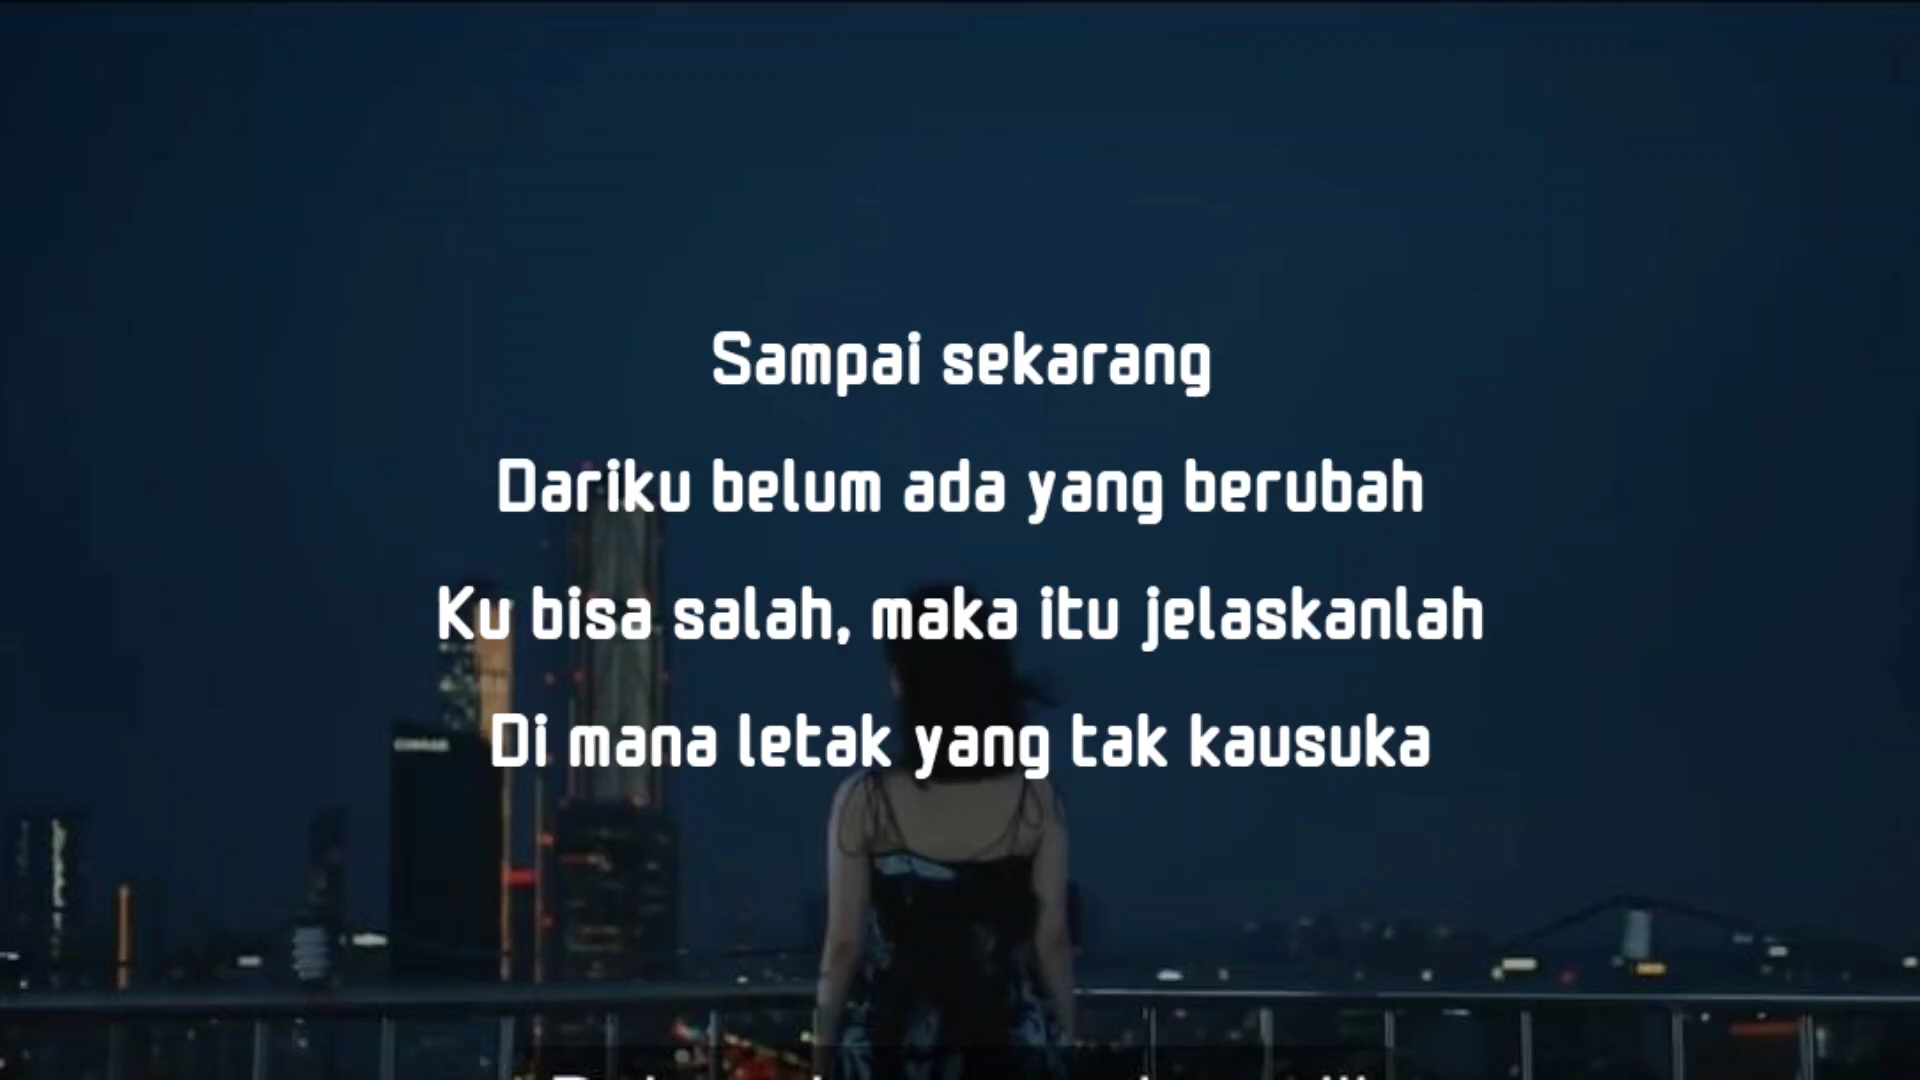 Sampai sekarang
Dariku belum ada yang berubah
Ku bisa salah, maka itu jelaskanlah
Di mana letak yang tak kausuka